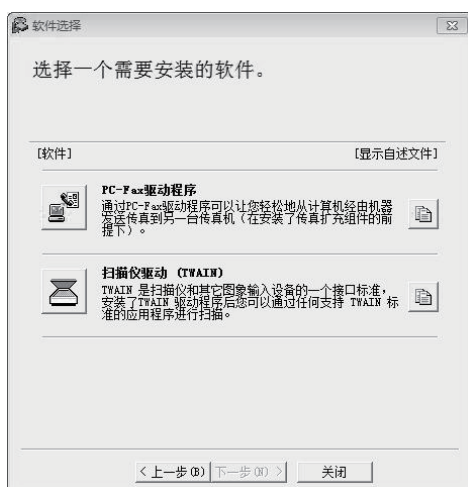 软件选择
选择一个需要安装的软件。
[软件] [显示自述文件]
PC-Fax驱动程序
通过PC-Fax驱动程序可以让您轻松地从计算机经由机器
发送传真到另一台传真机（在安装了传真扩充组件的前
提下）。
扫描仪驱动 (TWAIN)
TWAIN 是扫描仪和其它图象输入设备的一个接口标准，
安装了TWAIN 驱动程序后您可以通过任何支持 TWAIN 标
准的应用程序进行扫描。
<上一步(B) 下一步(N) > 关闭